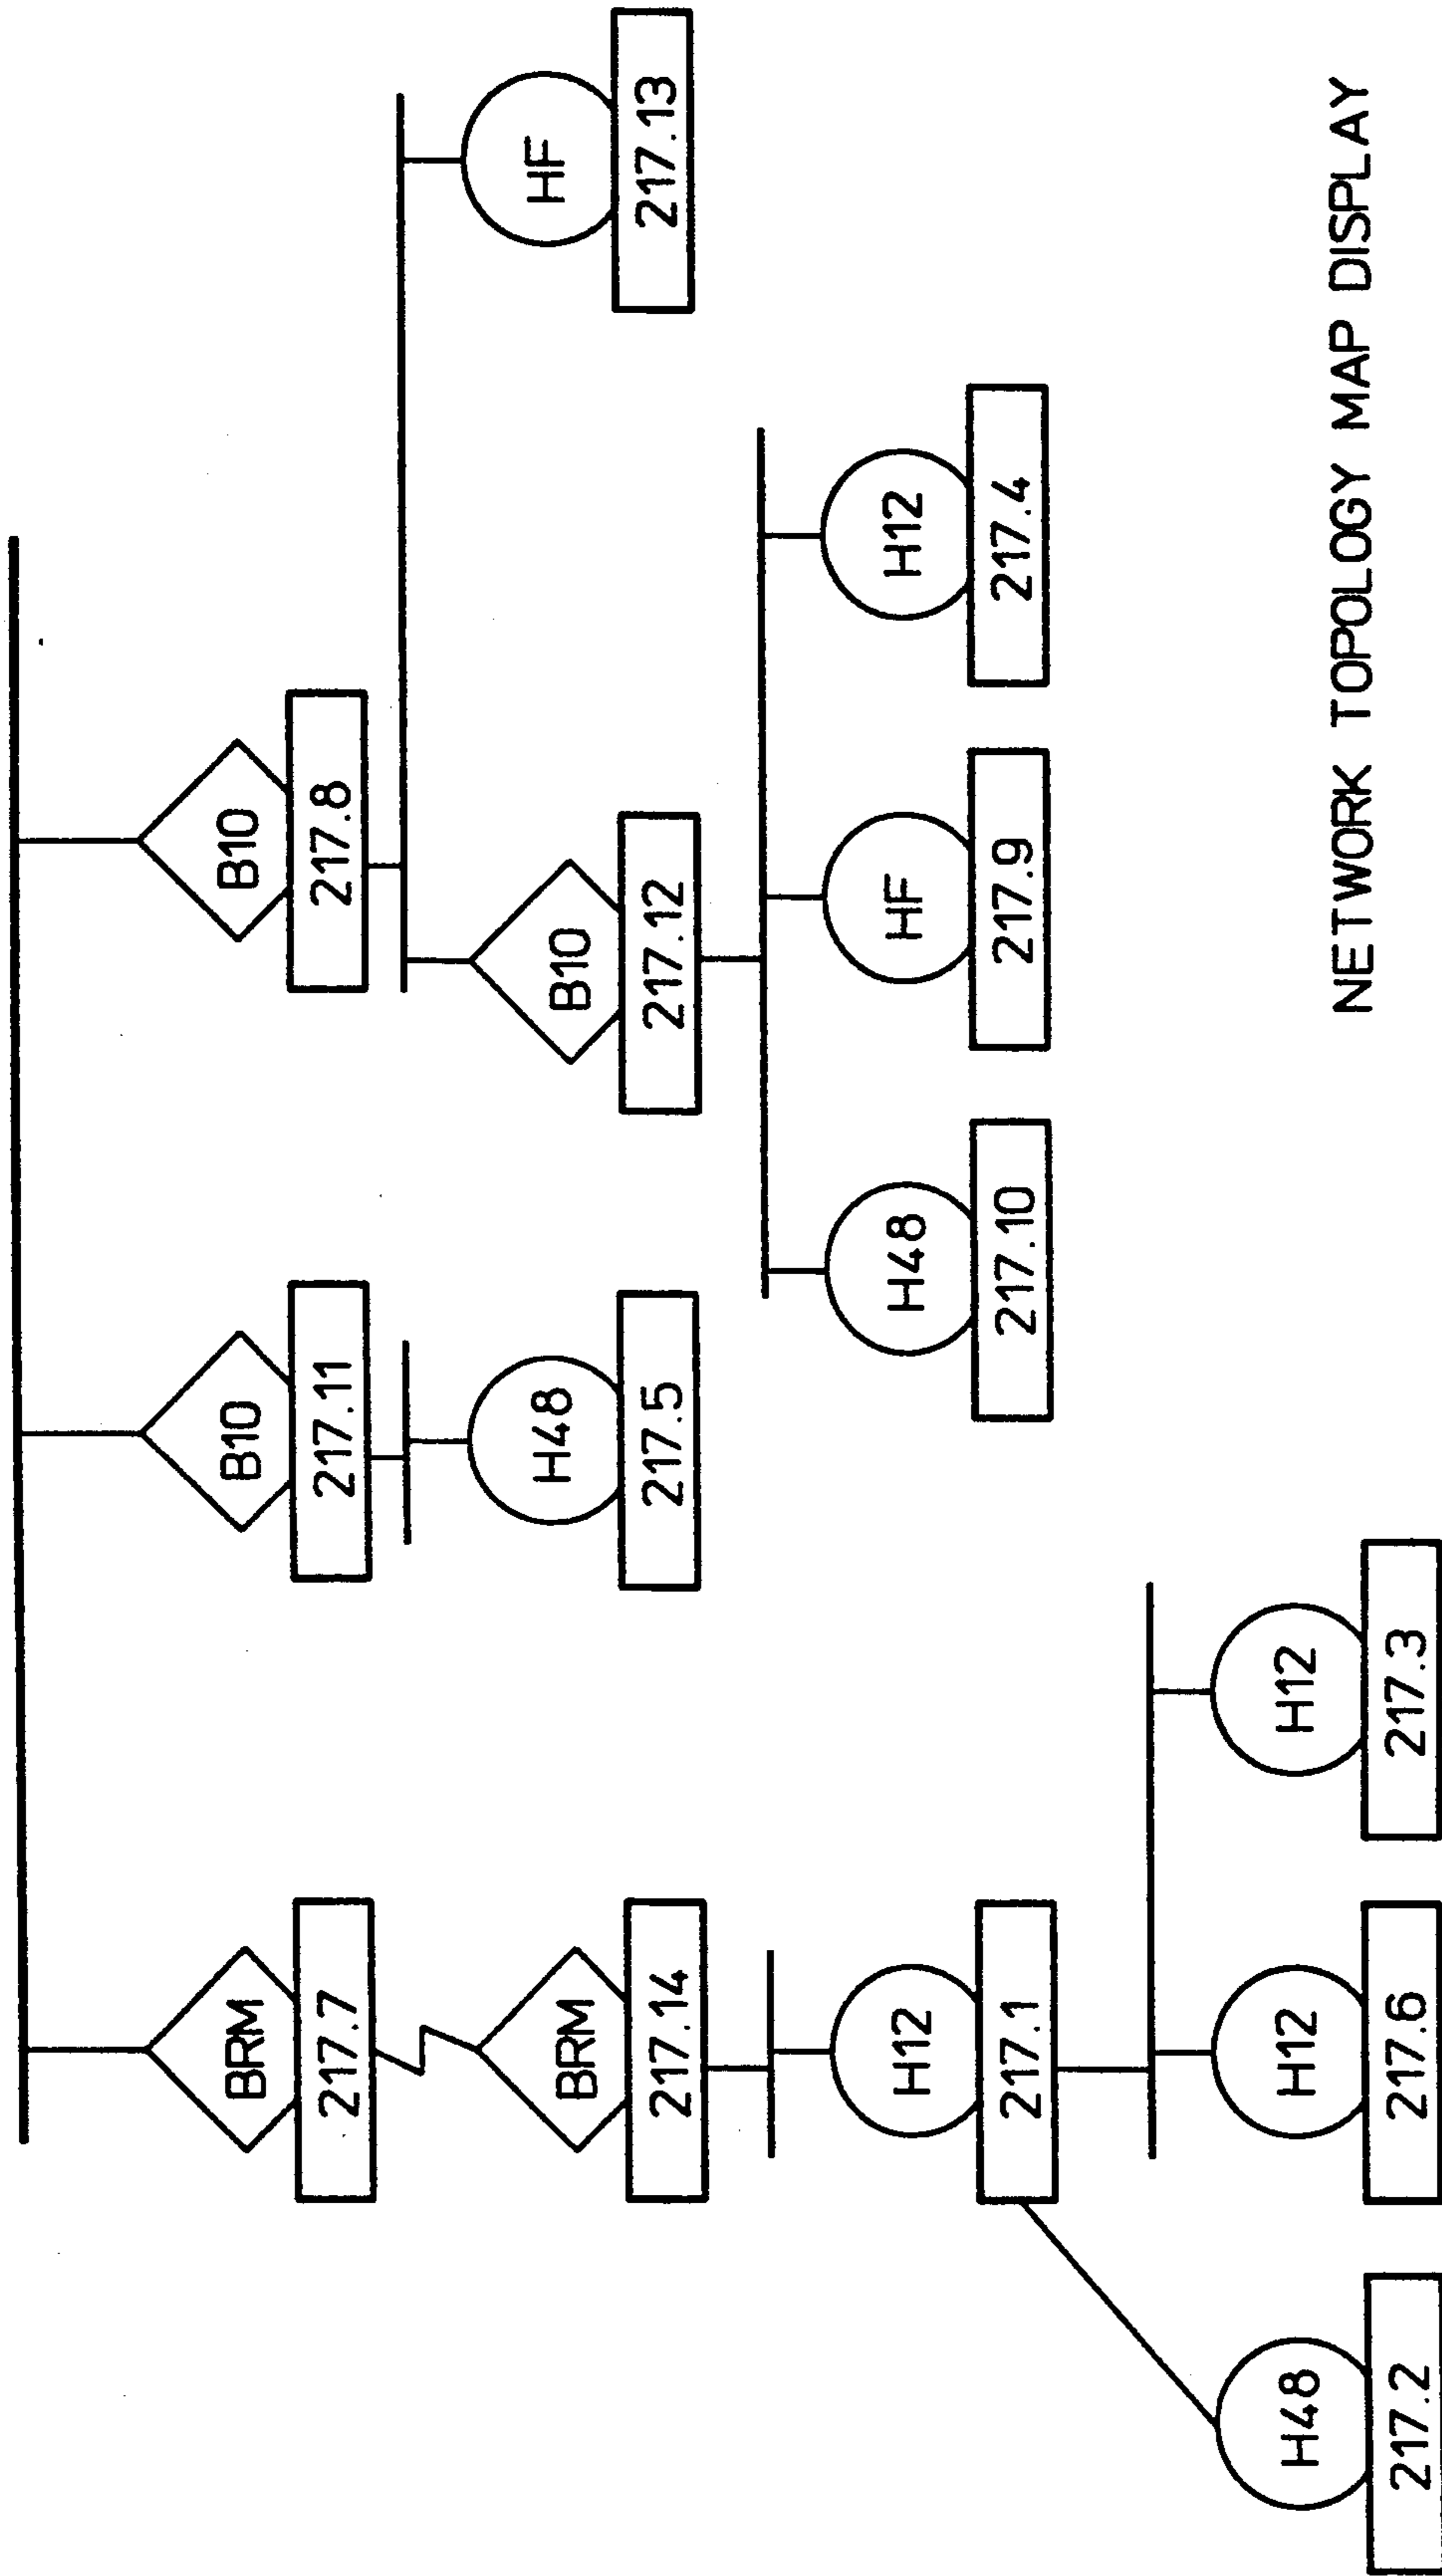 BRM
217.7
B10
217.11
B10
217.8
BRM
217.14
H48
217.5
B10
217.12
HF
217.13
H12
217.1
H48
217.10
HF
217.9
H12
217.4
H48
217.2
H12
217.6
H12
217.3
NETWORK TOPOLOGY MAP DISPLAY